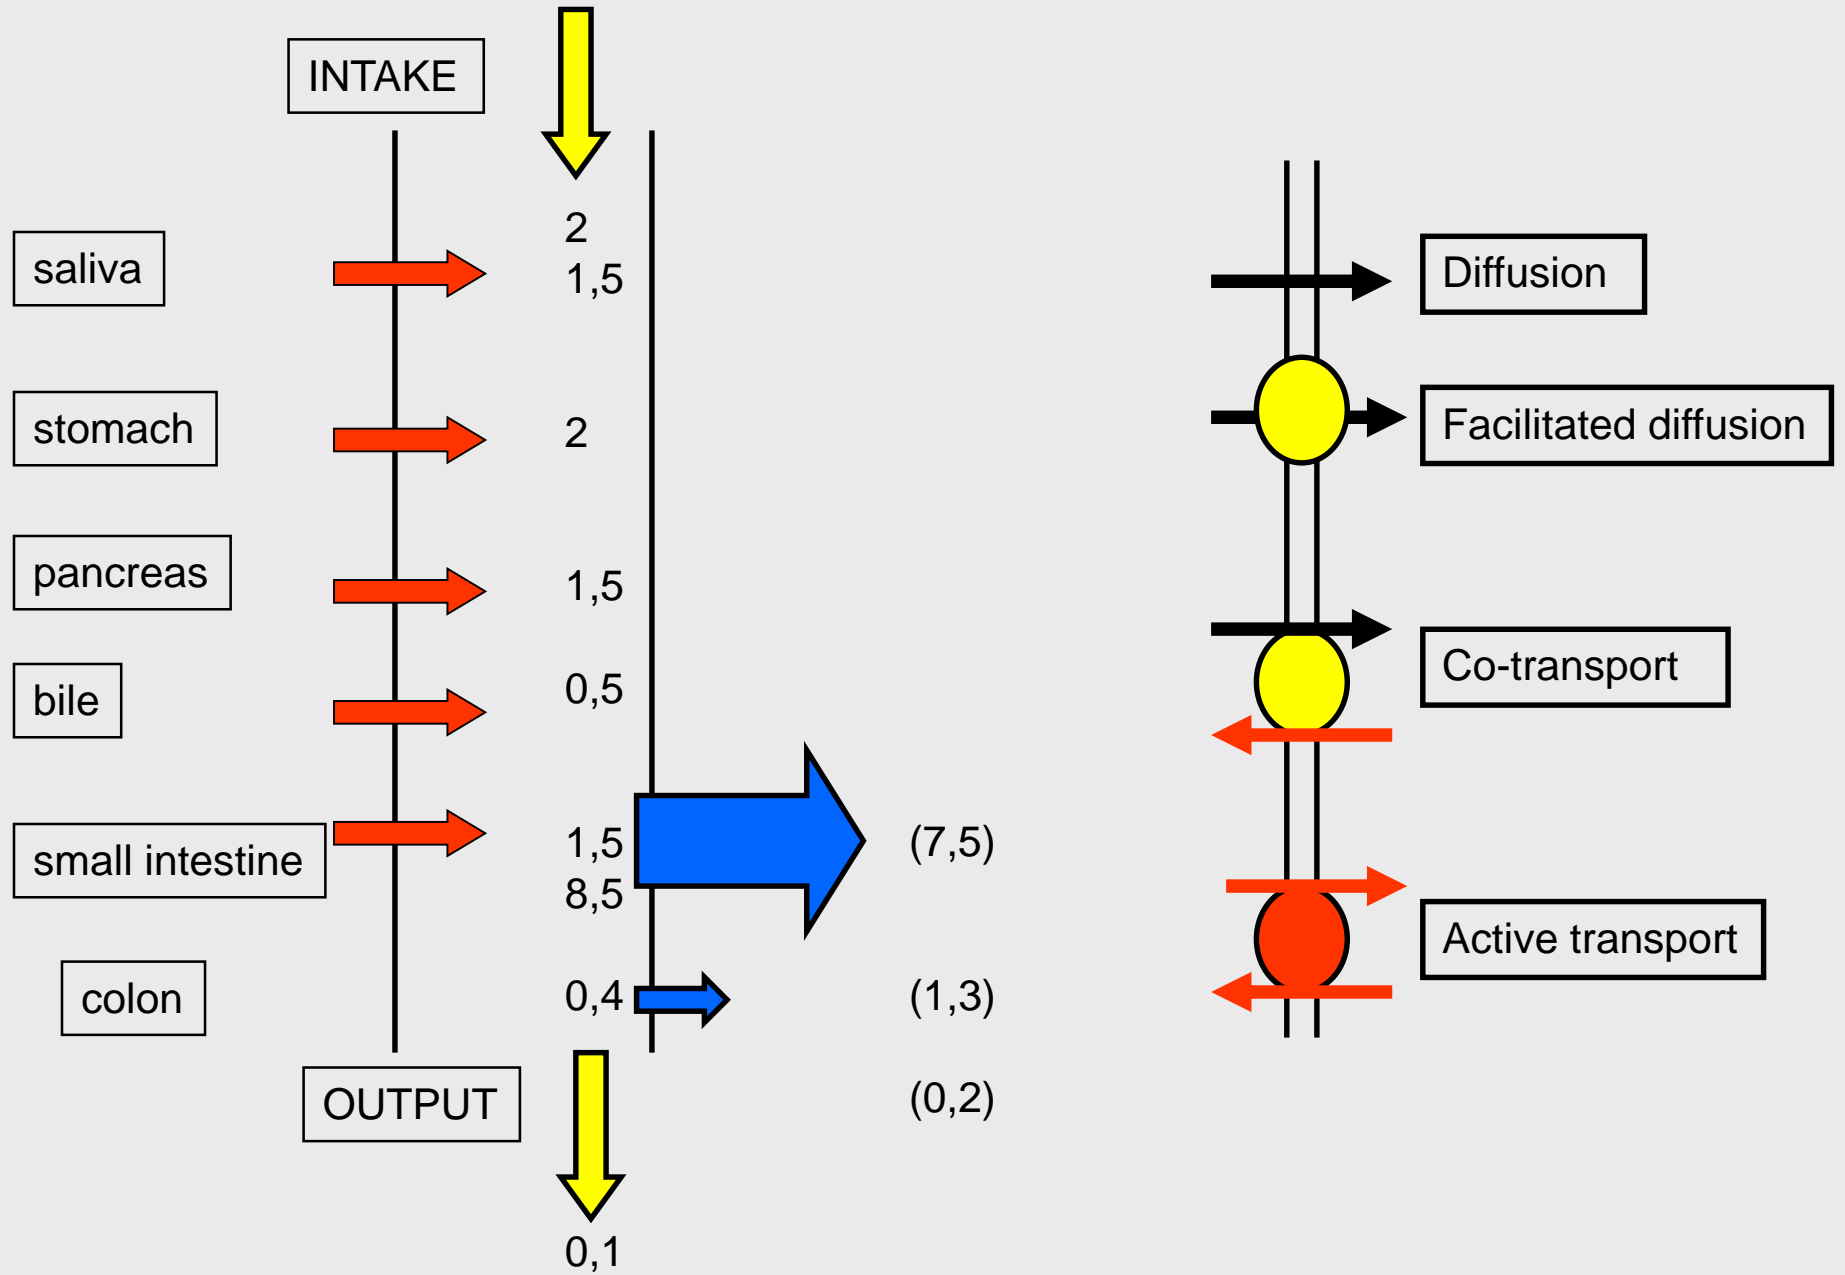 INTAKE
2
saliva
1,5
stomach
2
pancreas
1,5
bile
0,5
small intestine
1,5
(7,5)
8,5
colon
0,4
(1,3)
OUTPUT
(0,2)
0,1
Diffusion
Facilitated diffusion
Co-transport
Active transport